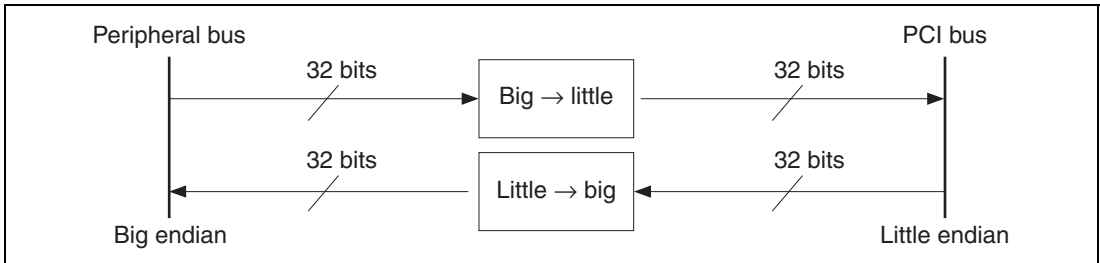 Peripheral bus
PCI bus
32 bits
32 bits
Big → little
32 bits
32 bits
Little → big
Big endian
Little endian